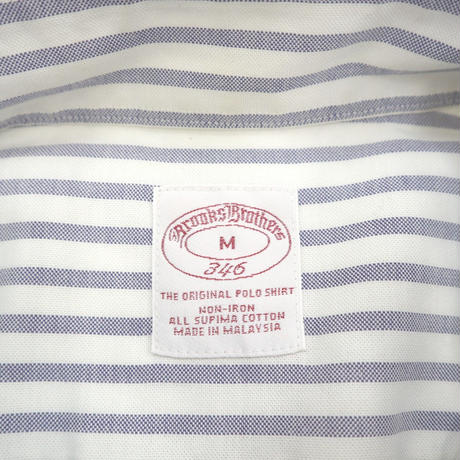 Brooks Brothers
M
346
THE ORIGINAL POLO SHIRT
NON-IRON
ALL SUPIMA COTTON
MADE IN MALAYSIA